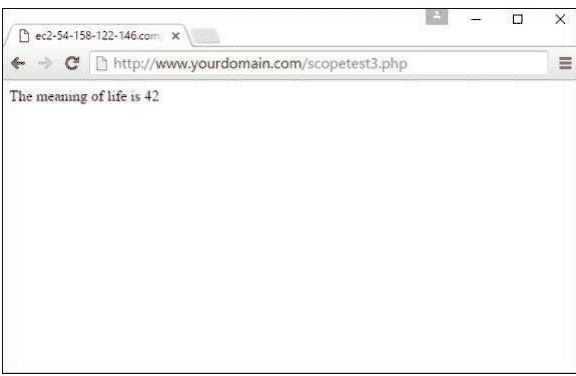 ec2-54-158-122-146.com
http://www.yourdomain.com/scopetest3.php
The meaning of life is 42